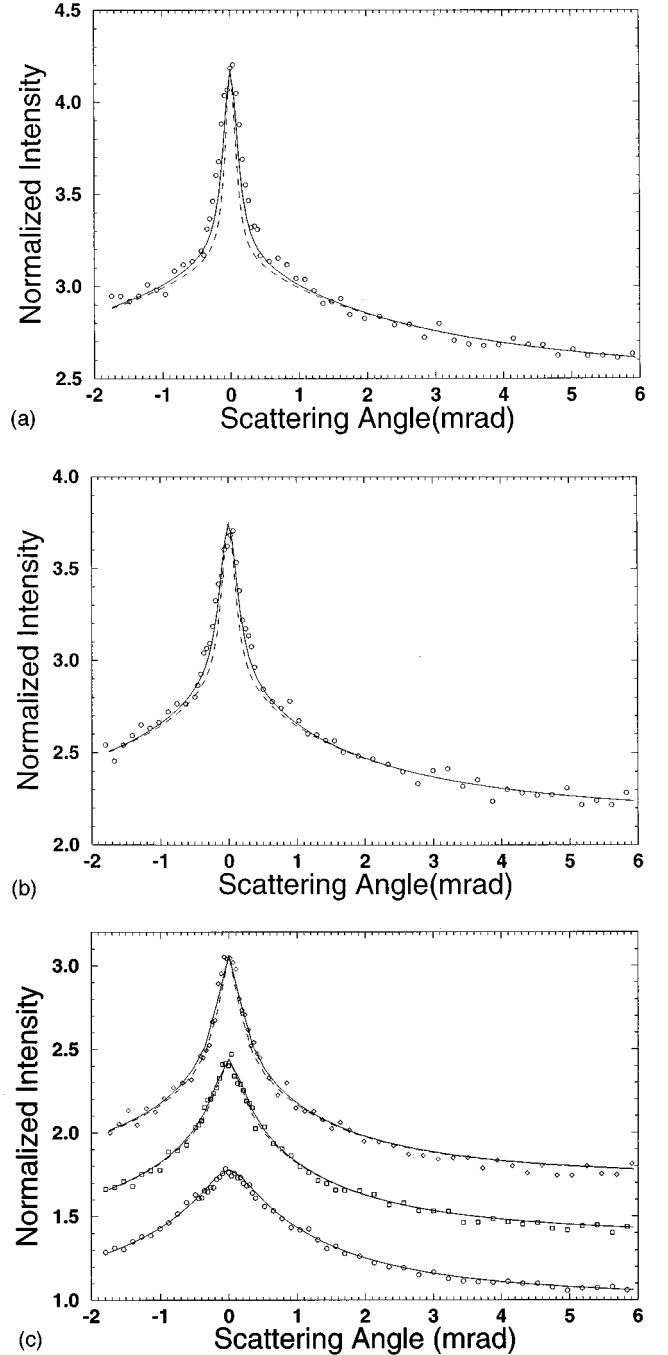 4.5
4.0
3.5
3.0
2.5
Normalized Intensity
-2 -1 0 1 2 3 4 5 6
Scattering Angle(mrad)
(a)
4.0
3.5
3.0
2.5
2.0
Normalized Intensity
-2 -1 0 1 2 3 4 5 6
Scattering Angle(mrad)
(b)
3.0
2.5
2.0
1.5
1.0
Normalized Intensity
-2 -1 0 1 2 3 4 5 6
Scattering Angle (mrad)
(c)